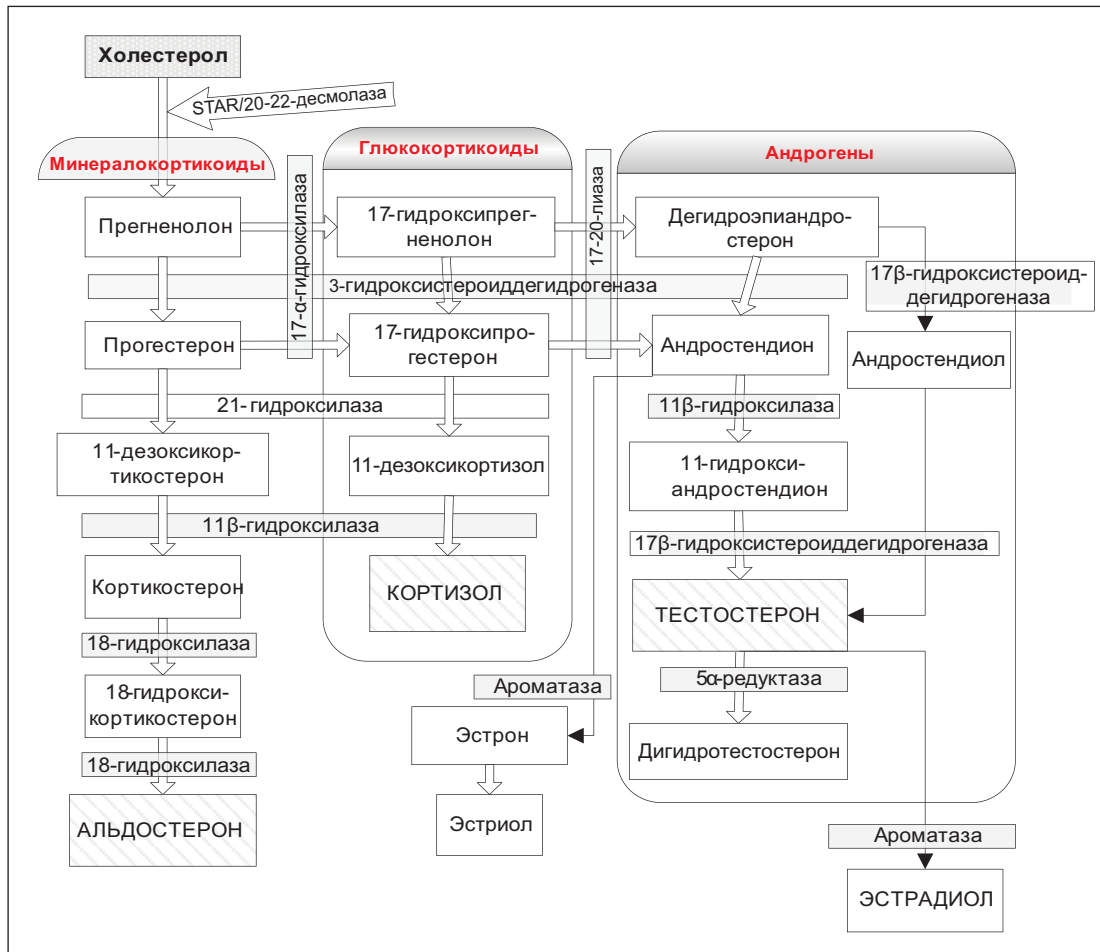 Холестерол
STAR/20-22-десмолаза
Минералокортикоиды
Глюкокортикоиды
Андрогены
Прегненолон
17-α-гидроксилаза
17-гидроксипрег-
ненолон
17-20-лиаза
Дегидроэпиандро-
стерон
17β-гидроксистероид-
дегидрогеназа
3-гидроксистероиддегидрогеназа
Прогестерон
17-гидроксипро-
гестерон
Андростендион
Андростендиол
21- гидроксилаза
11β-гидроксилаза
11-дезоксикор-
тикостерон
11-дезоксикортизол
11-гидрокси-
андростендион
11β-гидроксилаза
17β-гидроксистероиддегидрогеназа
Кортикостерон
КОРТИЗОЛ
ТЕСТОСТЕРОН
18-гидроксилаза
18-гидрокси-
кортикостерон
Ароматаза
5α-редуктаза
Эстрон
Дигидротестостерон
18-гидроксилаза
АЛЬДОСТЕРОН
Эстриол
Ароматаза
ЭСТРАДИОЛ